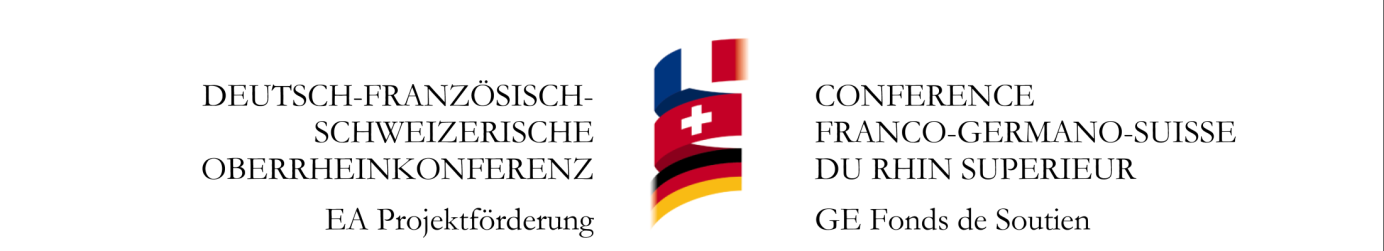 DEUTSCH-FRANZÖSISCH-
SCHWEIZERISCHE
OBERRHEINKONFERENZ
EA Projektförderung
CONFERENCE
FRANCO-GERMANO-SUISSE
DU RHIN SUPERIEUR
GE Fonds de Soutien